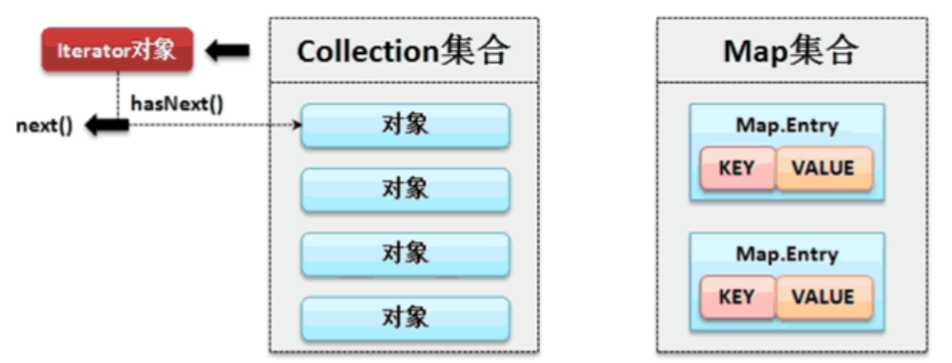 Iterator对象
hasNext()
next()
Collection集合
对象
对象
对象
对象
Map集合
Map.Entry
KEY VALUE
Map.Entry
KEY VALUE